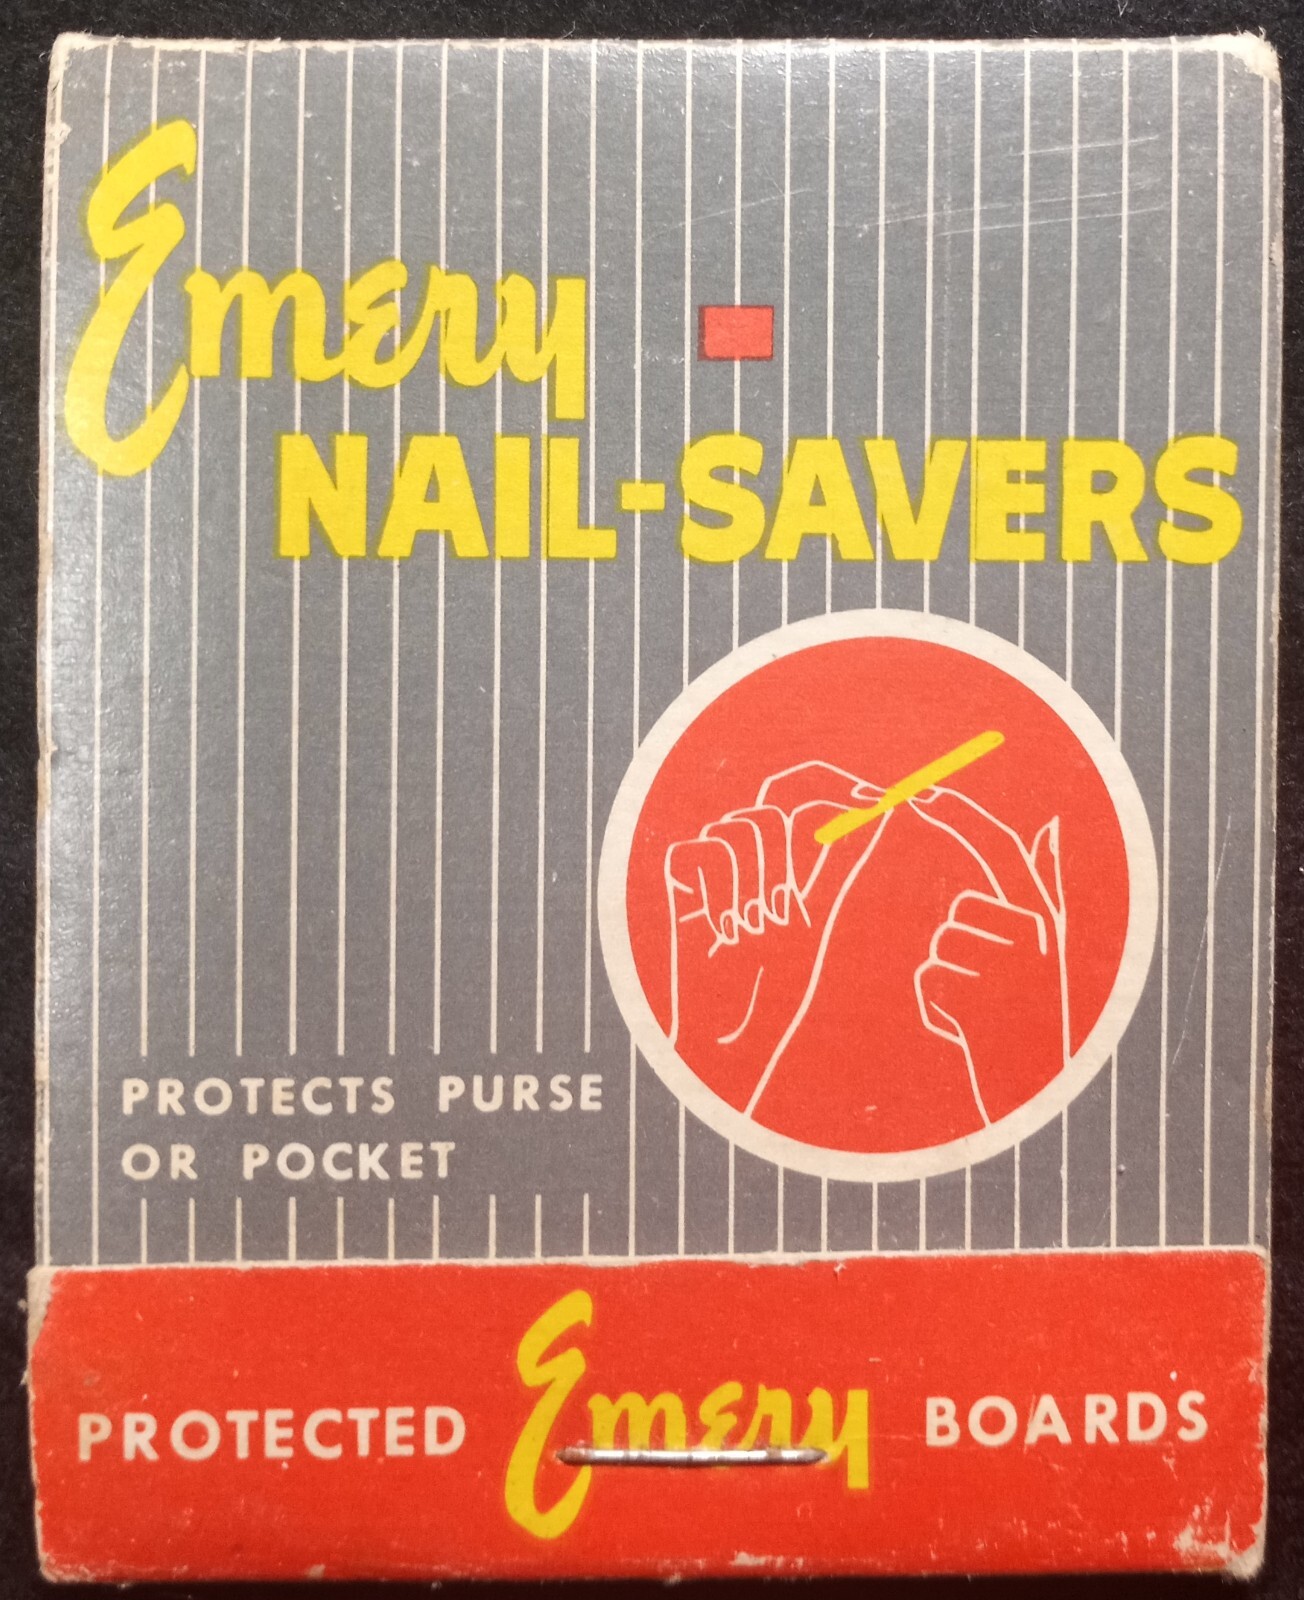 Emery
NAIL-SAVERS
PROTECTS PURSE
OR POCKET
PROTECTED Emery BOARDS